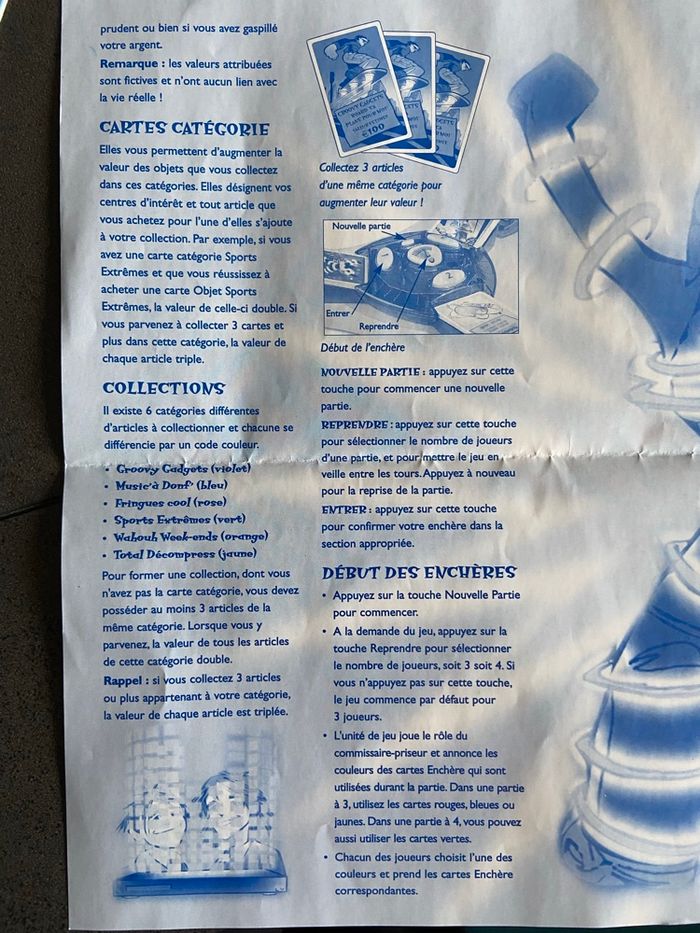 prudent ou bien si vous avez gaspillé
votre argent.
Remarque : les valeurs attribuées
sont fictives et n'ont aucun lien avec
la vie réelle !
CARTES CATÉGORIE
Elles vous permettent d'augmenter la
valeur des objets que vous collectez
dans ces catégories. Elles désignent vos
centres d'intérêt et tout article que
vous achetez pour l'une d'elles s'ajoute
à votre collection. Par exemple, si vous
avez une carte catégorie Sports
Extrêmes et que vous réussissez à
acheter une carte Objet Sports
Extrêmes, la valeur de celle-ci double. Si
vous parvenez à collecter 3 cartes et
plus dans cette catégorie, la valeur de
chaque article triple.
COLLECTIONS
Il existe 6 catégories différentes
d'articles à collectionner et chacune se
différencie par un code couleur.
• Groovy Gadgets (violet)
• Music'à Donf' (bleu)
• Fringues cool (rose)
• Sports Extrêmes (vert)
• Wahouh Week-ends (orange)
• Total Décompress (jaune)
Pour former une collection, dont vous
n'avez pas la carte catégorie, vous devez
posséder au moins 3 articles de la
même catégorie. Lorsque vous y
parvenez, la valeur de tous les articles
de cette catégorie double.
Rappel : si vous collectez 3 articles
ou plus appartenant à votre catégorie,
la valeur de chaque article est triplée.
GROOVY GADGETS
€100
Collectez 3 articles
d'une même catégorie pour
augmenter leur valeur !
Nouvelle partie
Entrer
Reprendre
Début de l'enchère
NOUVELLE PARTIE : appuyez sur cette
touche pour commencer une nouvelle
partie.
REPRENDRE : appuyez sur cette touche
pour sélectionner le nombre de joueurs
d'une partie, et pour mettre le jeu en
veille entre les tours. Appuyez à nouveau
pour la reprise de la partie.
ENTRER : appuyez sur cette touche
pour confirmer votre enchère dans la
section appropriée.
DÉBUT DES ENCHÈRES
• Appuyez sur la touche Nouvelle Partie
pour commencer.
• A la demande du jeu, appuyez sur la
touche Reprendre pour sélectionner
le nombre de joueurs, soit 3 soit 4. Si
vous n'appuyez pas sur cette touche,
le jeu commence par défaut pour
3 joueurs.
• L'unité de jeu joue le rôle du
commissaire-priseur et annonce les
couleurs des cartes Enchère qui sont
utilisées durant la partie. Dans une partie
à 3, utilisez les cartes rouges, bleues ou
jaunes. Dans une partie à 4, vous pouvez
aussi utiliser les cartes vertes.
• Chacun des joueurs choisit l'une des
couleurs et prend les cartes Enchère
correspondantes.